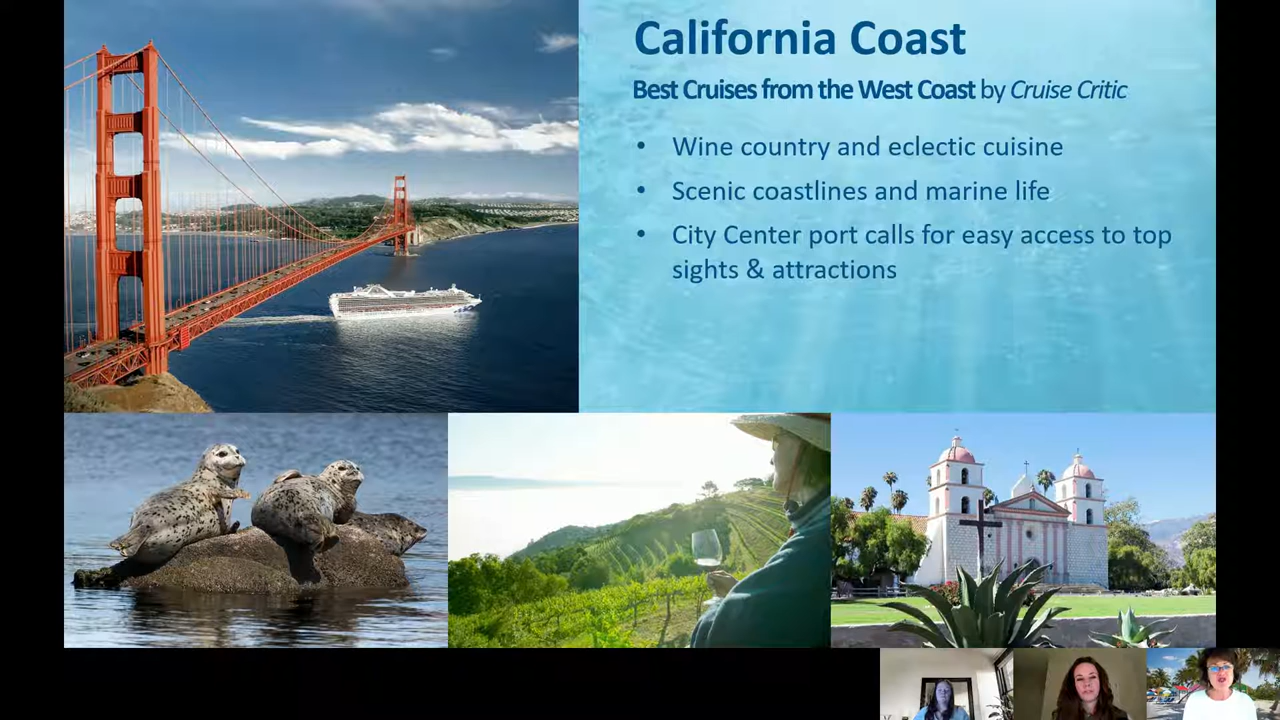 California Coast
Best Cruises from the West Coast by Cruise Critic
• Wine country and eclectic cuisine
• Scenic coastlines and marine life
• City Center port calls for easy access to top
sights & attractions